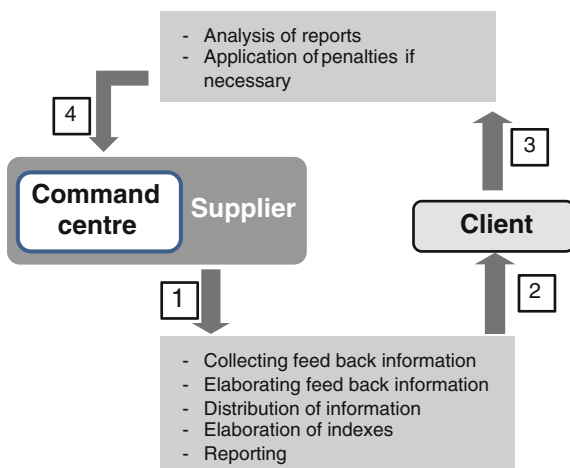 - Analysis of reports
- Application of penalties if
necessary
4
3
Command
centre
Supplier
Client
1
2
- Collecting feed back information
- Elaborating feed back information
- Distribution of information
- Elaboration of indexes
- Reporting